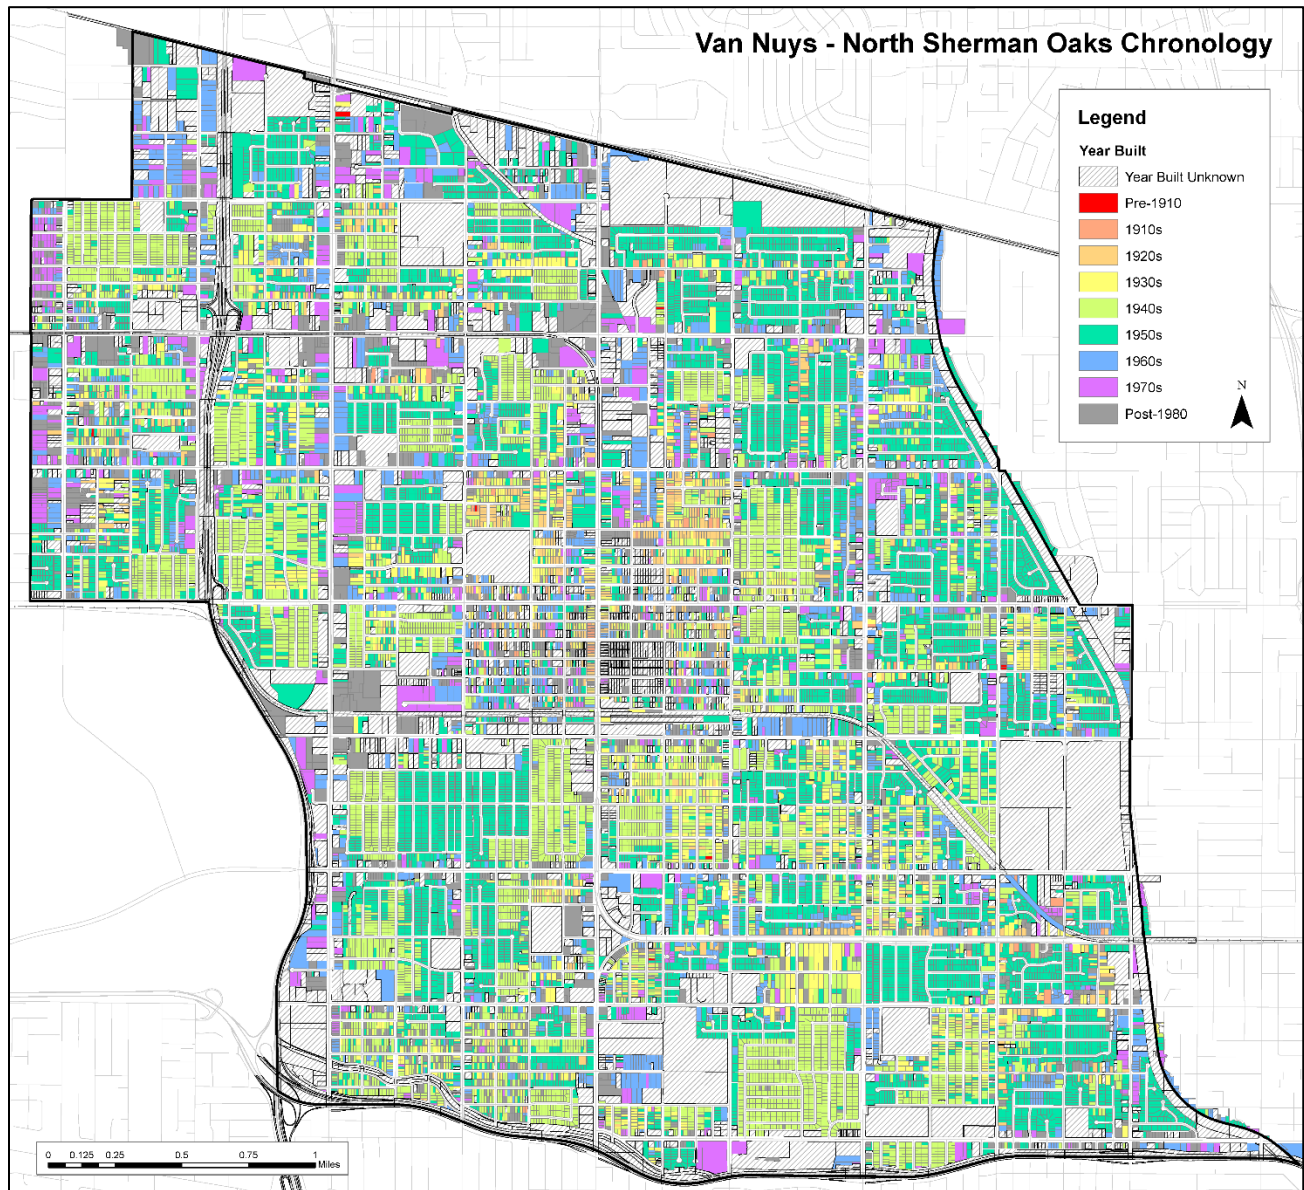 Van Nuys - North Sherman Oaks Chronology
Legend
Year Built
Year Built Unknown
Pre-1910
1910s
1920s
1930s
1940s
1950s
1960s
1970s
Post-1980
N
0 0.125 0.25 0.5 0.75 1
Miles